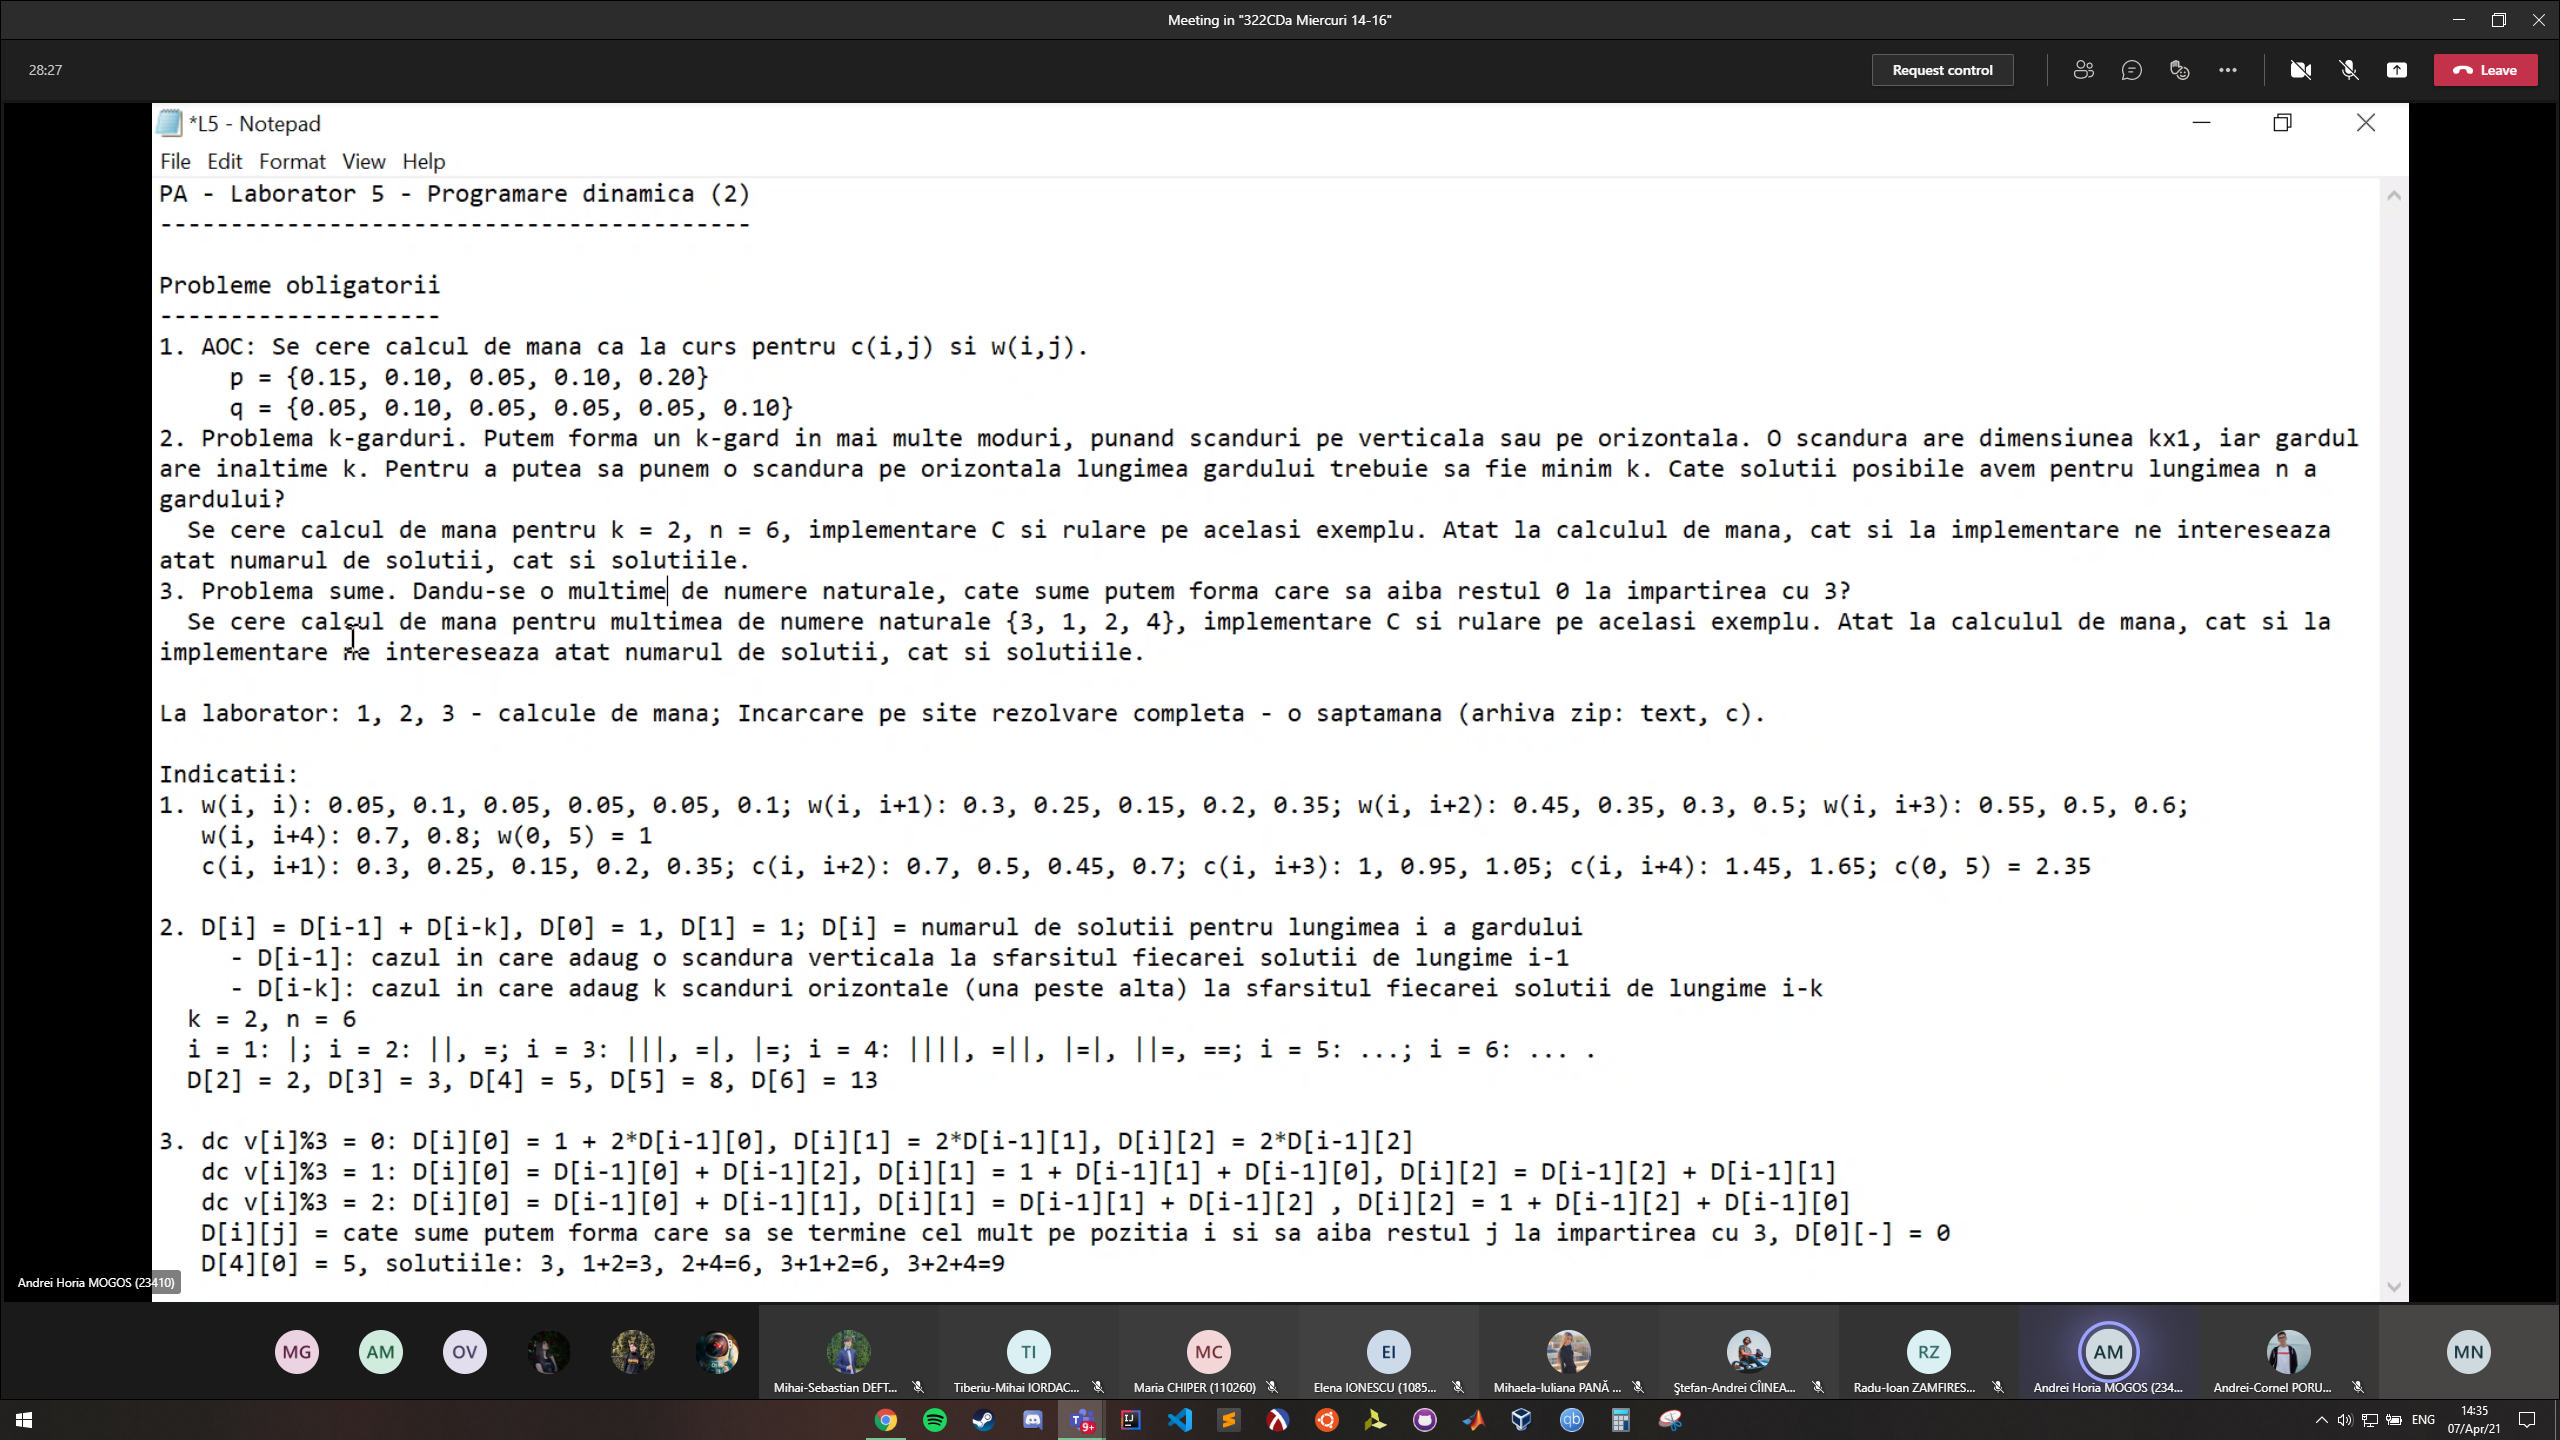 Meeting in "322CDa Miercuri 14-16"
28:27
Request control
Leave
*L5 - Notepad
File Edit Format View Help
PA - Laborator 5 - Programare dinamica (2)
------------------------------------------
Probleme obligatorii
--------------------
1. AOC: Se cere calcul de mana ca la curs pentru c(i,j) si w(i,j).
p = {0.15, 0.10, 0.05, 0.10, 0.20}
q = {0.05, 0.10, 0.05, 0.05, 0.05, 0.10}
2. Problema k-garduri. Putem forma un k-gard in mai multe moduri, punand scanduri pe verticala sau pe orizontala. O scandura are dimensiunea kx1, iar gardul
are inaltime k. Pentru a putea sa punem o scandura pe orizontala lungimea gardului trebuie sa fie minim k. Cate solutii posibile avem pentru lungimea n a
gardului?
Se cere calcul de mana pentru k = 2, n = 6, implementare C si rulare pe acelasi exemplu. Atat la calculul de mana, cat si la implementare ne intereseaza
atat numarul de solutii, cat si solutiile.
3. Problema sume. Dandu-se o multime de numere naturale, cate sume putem forma care sa aiba restul 0 la impartirea cu 3?
Se cere calcul de mana pentru multimea de numere naturale {3, 1, 2, 4}, implementare C si rulare pe acelasi exemplu. Atat la calculul de mana, cat si la
implementare ne intereseaza atat numarul de solutii, cat si solutiile.
La laborator: 1, 2, 3 - calcule de mana; Incarcare pe site rezolvare completa - o saptamana (arhiva zip: text, c).
Indicatii:
1. w(i, i): 0.05, 0.1, 0.05, 0.05, 0.05, 0.1; w(i, i+1): 0.3, 0.25, 0.15, 0.2, 0.35; w(i, i+2): 0.45, 0.35, 0.3, 0.5; w(i, i+3): 0.55, 0.5, 0.6;
w(i, i+4): 0.7, 0.8; w(0, 5) = 1
c(i, i+1): 0.3, 0.25, 0.15, 0.2, 0.35; c(i, i+2): 0.7, 0.5, 0.45, 0.7; c(i, i+3): 1, 0.95, 1.05; c(i, i+4): 1.45, 1.65; c(0, 5) = 2.35
2. D[i] = D[i-1] + D[i-k], D[0] = 1, D[1] = 1; D[i] = numarul de solutii pentru lungimea i a gardului
- D[i-1]: cazul in care adaug o scandura verticala la sfarsitul fiecarei solutii de lungime i-1
- D[i-k]: cazul in care adaug k scanduri orizontale (una peste alta) la sfarsitul fiecarei solutii de lungime i-k
k = 2, n = 6
i = 1: |; i = 2: ||, =; i = 3: |||, =|, |=; i = 4: ||||, =||, |=|, ||=, ==; i = 5: ...; i = 6: ... .
D[2] = 2, D[3] = 3, D[4] = 5, D[5] = 8, D[6] = 13
3. dc v[i]%3 = 0: D[i][0] = 1 + 2*D[i-1][0], D[i][1] = 2*D[i-1][1], D[i][2] = 2*D[i-1][2]
dc v[i]%3 = 1: D[i][0] = D[i-1][0] + D[i-1][2], D[i][1] = 1 + D[i-1][1] + D[i-1][0], D[i][2] = D[i-1][2] + D[i-1][1]
dc v[i]%3 = 2: D[i][0] = D[i-1][0] + D[i-1][1], D[i][1] = D[i-1][1] + D[i-1][2] , D[i][2] = 1 + D[i-1][2] + D[i-1][0]
D[i][j] = cate sume putem forma care sa se termine cel mult pe pozitia i si sa aiba restul j la impartirea cu 3, D[0][-] = 0
D[4][0] = 5, solutiile: 3, 1+2=3, 2+4=6, 3+1+2=6, 3+2+4=9
Andrei Horia MOGOS (23410)
MG AM OV TI MC EI RZ AM MN
Mihai-Sebastian DEFT... Tiberiu-Mihai IORDAC... Maria CHIPER (110260) Elena IONESCU (1085... Mihaela-Iuliana PANĂ ... Ştefan-Andrei CÎINEA... Radu-Ioan ZAMFIRES... Andrei Horia MOGOS (234... Andrei-Cornel PORU...
9+ qb ENG 14:35
07/Apr/21